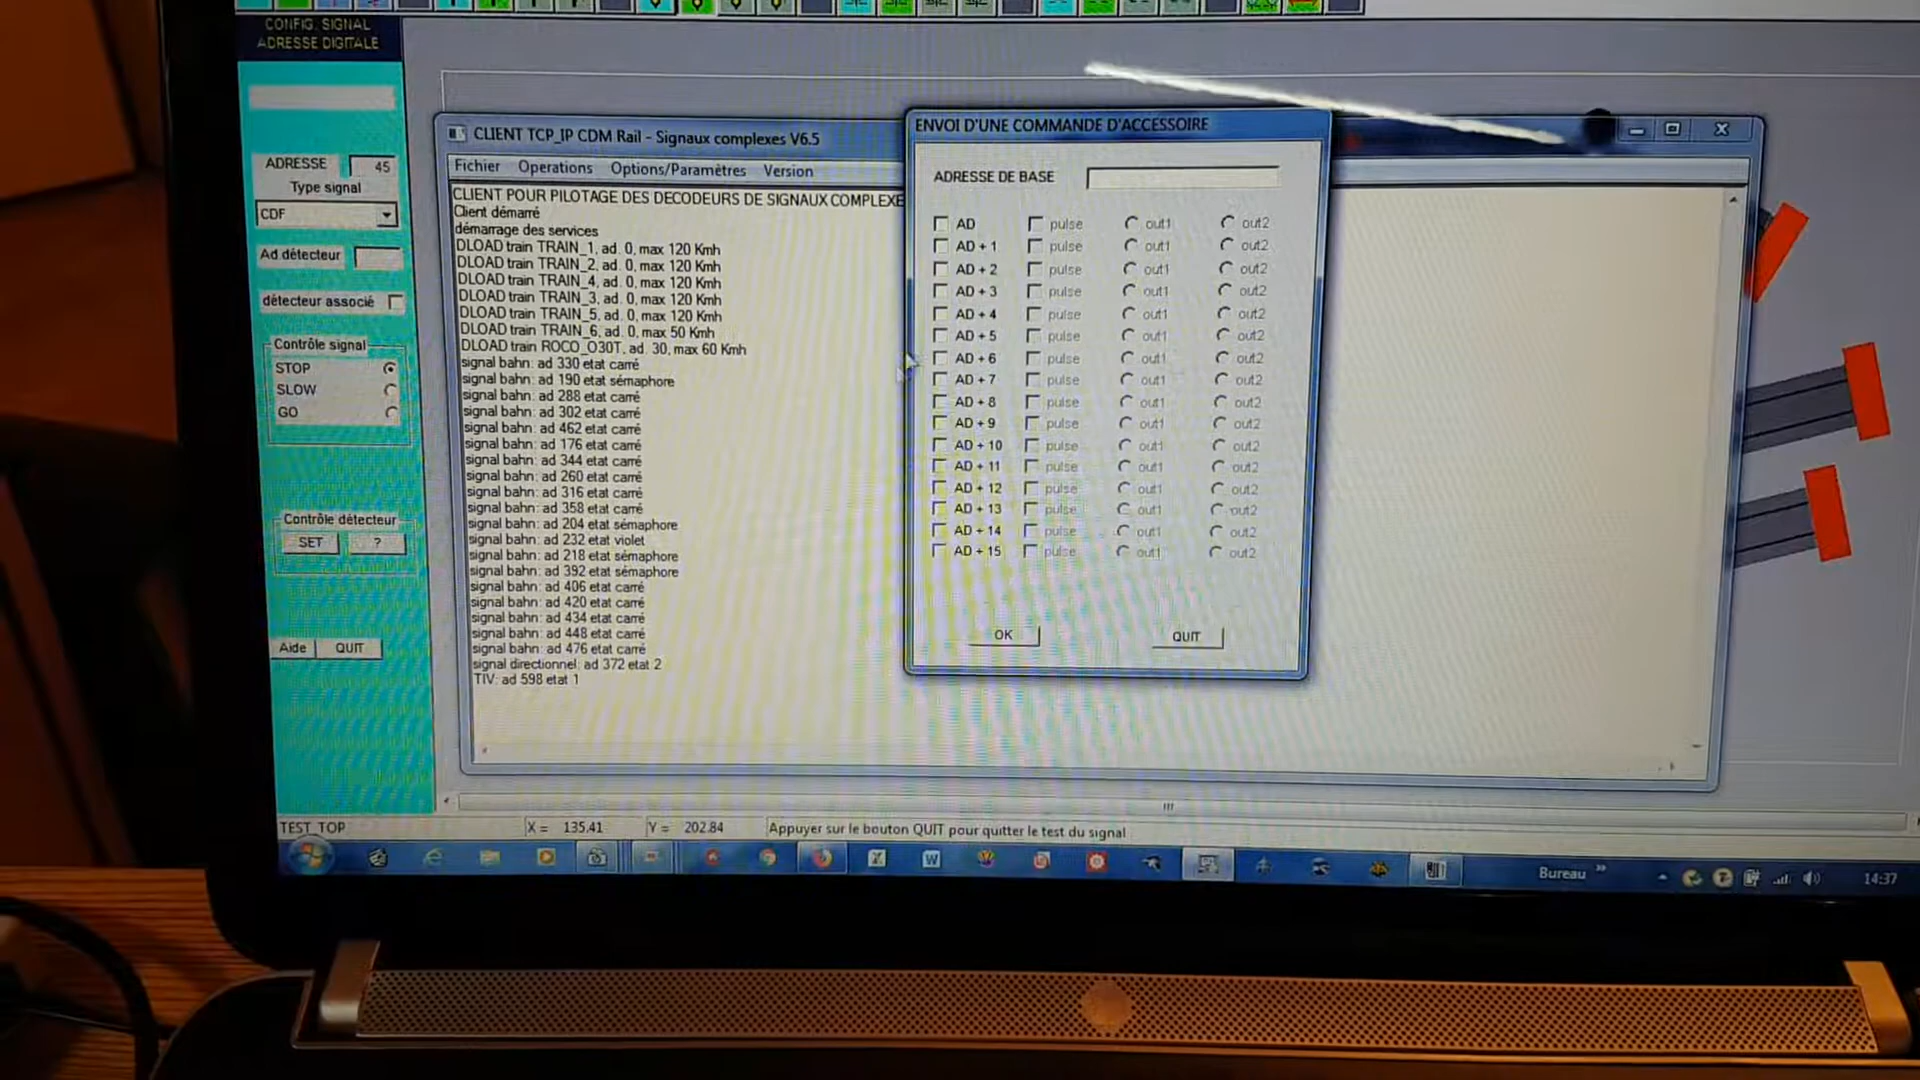 CONFIG. SIGNAL
ADRESSE DIGITALE
ADRESSE 45
Type signal
CDF
Ad détecteur
détecteur associé
Contrôle signal
STOP
SLOW
GO
Contrôle détecteur
SET ?
Aide QUIT
CLIENT TCP_IP CDM Rail - Signaux complexes V6.5
Fichier Operations Options/Paramètres Version
CLIENT POUR PILOTAGE DES DECODEURS DE SIGNAUX COMPLEXE
Client démarré
démarrage des services
DLOAD train TRAIN_1, ad. 0, max 120 Kmh
DLOAD train TRAIN_2, ad. 0, max 120 Kmh
DLOAD train TRAIN_4, ad. 0, max 120 Kmh
DLOAD train TRAIN_3, ad. 0, max 120 Kmh
DLOAD train TRAIN_5, ad. 0, max 120 Kmh
DLOAD train TRAIN_6, ad. 0, max 50 Kmh
DLOAD train ROCO_O30T, ad. 30, max 60 Kmh
signal bahn: ad 330 etat carré
signal bahn: ad 190 etat sémaphore
signal bahn: ad 288 etat carré
signal bahn: ad 302 etat carré
signal bahn: ad 462 etat carré
signal bahn: ad 176 etat carré
signal bahn: ad 344 etat carré
signal bahn: ad 260 etat carré
signal bahn: ad 316 etat carré
signal bahn: ad 358 etat carré
signal bahn: ad 204 etat sémaphore
signal bahn: ad 232 etat violet
signal bahn: ad 218 etat sémaphore
signal bahn: ad 392 etat sémaphore
signal bahn: ad 406 etat carré
signal bahn: ad 420 etat carré
signal bahn: ad 434 etat carré
signal bahn: ad 448 etat carré
signal bahn: ad 476 etat carré
signal directionnel: ad 372 etat 2
TIV: ad 598 etat 1
ENVOI D'UNE COMMANDE D'ACCESSOIRE
ADRESSE DE BASE
AD pulse out1 out2
AD + 1 pulse out1 out2
AD + 2 pulse out1 out2
AD + 3 pulse out1 out2
AD + 4 pulse out1 out2
AD + 5 pulse out1 out2
AD + 6 pulse out1 out2
AD + 7 pulse out1 out2
AD + 8 pulse out1 out2
AD + 9 pulse out1 out2
AD + 10 pulse out1 out2
AD + 11 pulse out1 out2
AD + 12 pulse out1 out2
AD + 13 pulse out1 out2
AD + 14 pulse out1 out2
AD + 15 pulse out1 out2
OK QUIT
TEST_TOP X = 135.41 Y = 202.84 Appuyer sur le bouton QUIT pour quitter le test du signal
Bureau » 14:37